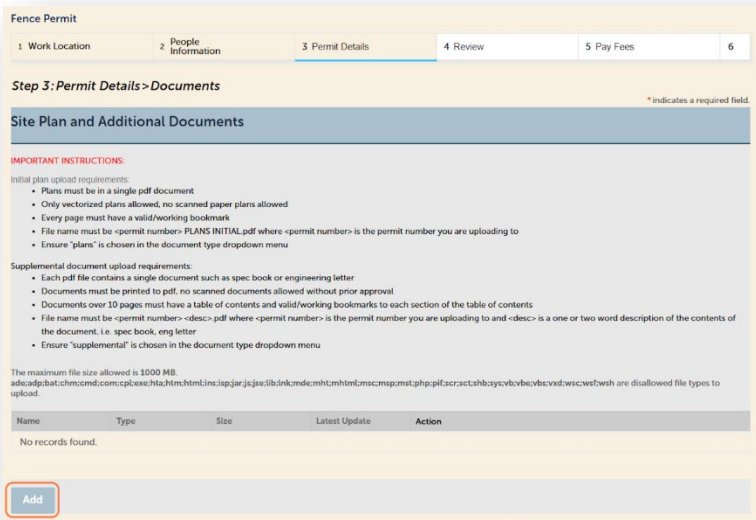 Fence Permit
1 Work Location
2 People Information
3 Permit Details
4 Review
5 Pay Fees
6
Step 3:Permit Details>Documents
*indicates a required field.
Site Plan and Additional Documents
IMPORTANT INSTRUCTIONS:
Initial plan upload requirements:
• Plans must be in a single pdf document
• Only vectorized plans allowed, no scanned paper plans allowed
• Every page must have a valid/working bookmark
• File name must be <permit number> PLANS INITIAL.pdf where <permit number> is the permit number you are uploading to
• Ensure "plans" is chosen in the document type dropdown menu
Supplemental document upload requirements:
• Each pdf file contains a single document such as spec book or engineering letter
• Documents must be printed to pdf, no scanned documents allowed without prior approval
• Documents over 10 pages must have a table of contents and valid/working bookmarks to each section of the table of contents
• File name must be <permit number> <desc>.pdf where <permit number> is the permit number you are uploading to and <desc> is a one or two word description of the contents of
the document. i.e. spec book, eng letter
• Ensure "supplemental" is chosen in the document type dropdown menu
The maximum file size allowed is 1000 MB.
ade;adp;bat;chm;cmd;com;cpl;exe;hta;htm;html;ins;isp;jar;js;jse;lib;lnk;mde;mht;mhtml;msc;msp;mst;php;pif;scr;sct;shb;sys;vb;vbe;vbs;vxd;wsc;wsf;wsh are disallowed file types to
upload.
Name Type Size Latest Update Action
No records found.
Add